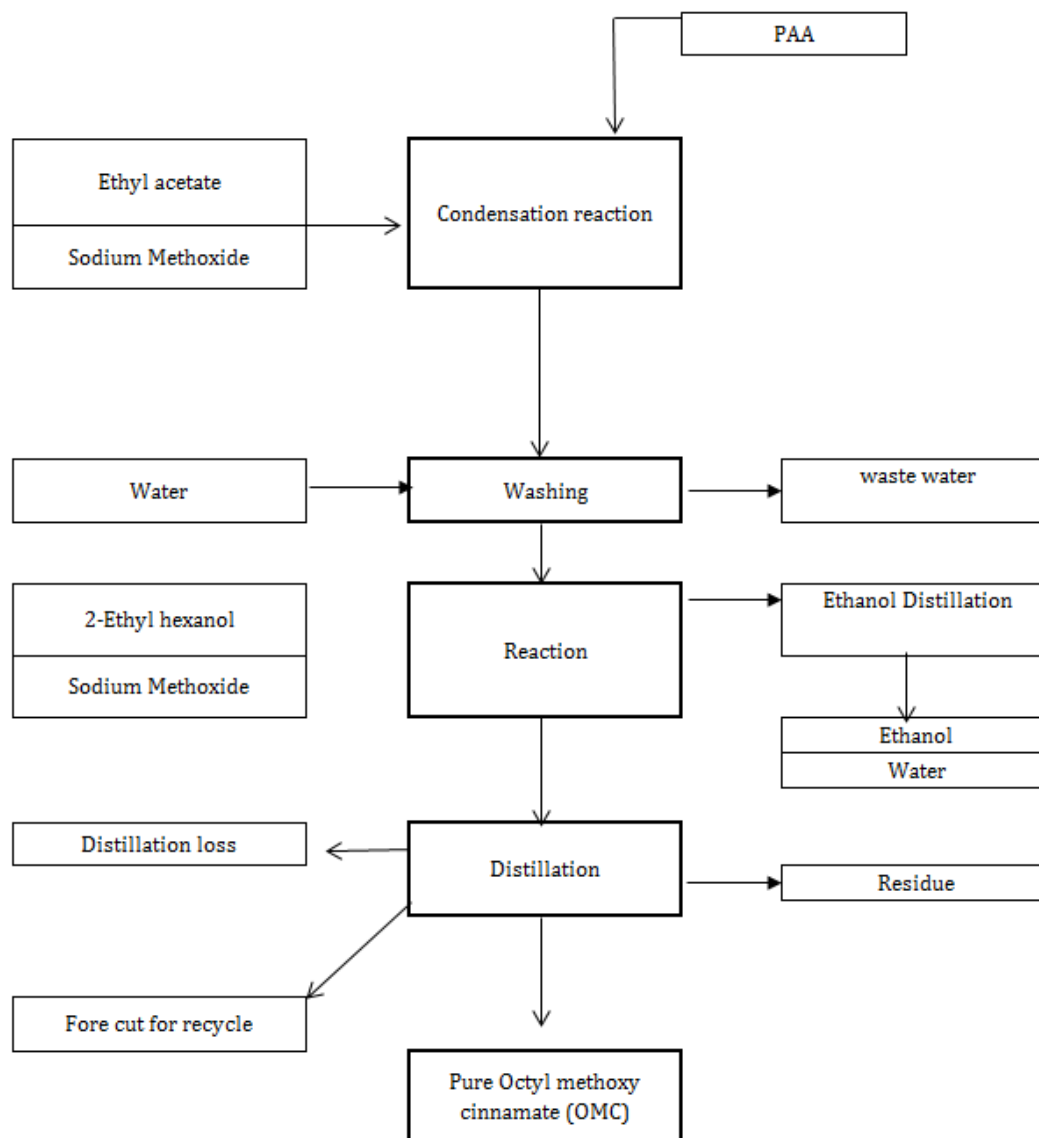 PAA
Ethyl acetate
Condensation reaction
Sodium Methoxide
Water
Washing
waste water
2-Ethyl hexanol
Reaction
Ethanol Distillation
Sodium Methoxide
Ethanol
Water
Distillation loss
Distillation
Residue
Fore cut for recycle
Pure Octyl methoxy
cinnamate (OMC)